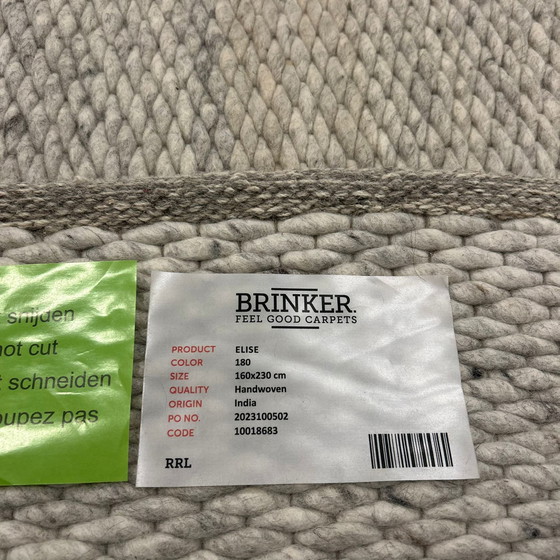 snijden
not cut
schneiden
coupez pas
BRINKER.
FEEL GOOD CARPETS
PRODUCT ELISE
COLOR 180
SIZE 160x230 cm
QUALITY Handwoven
ORIGIN India
PO NO. 2023100502
CODE 10018683
RRL